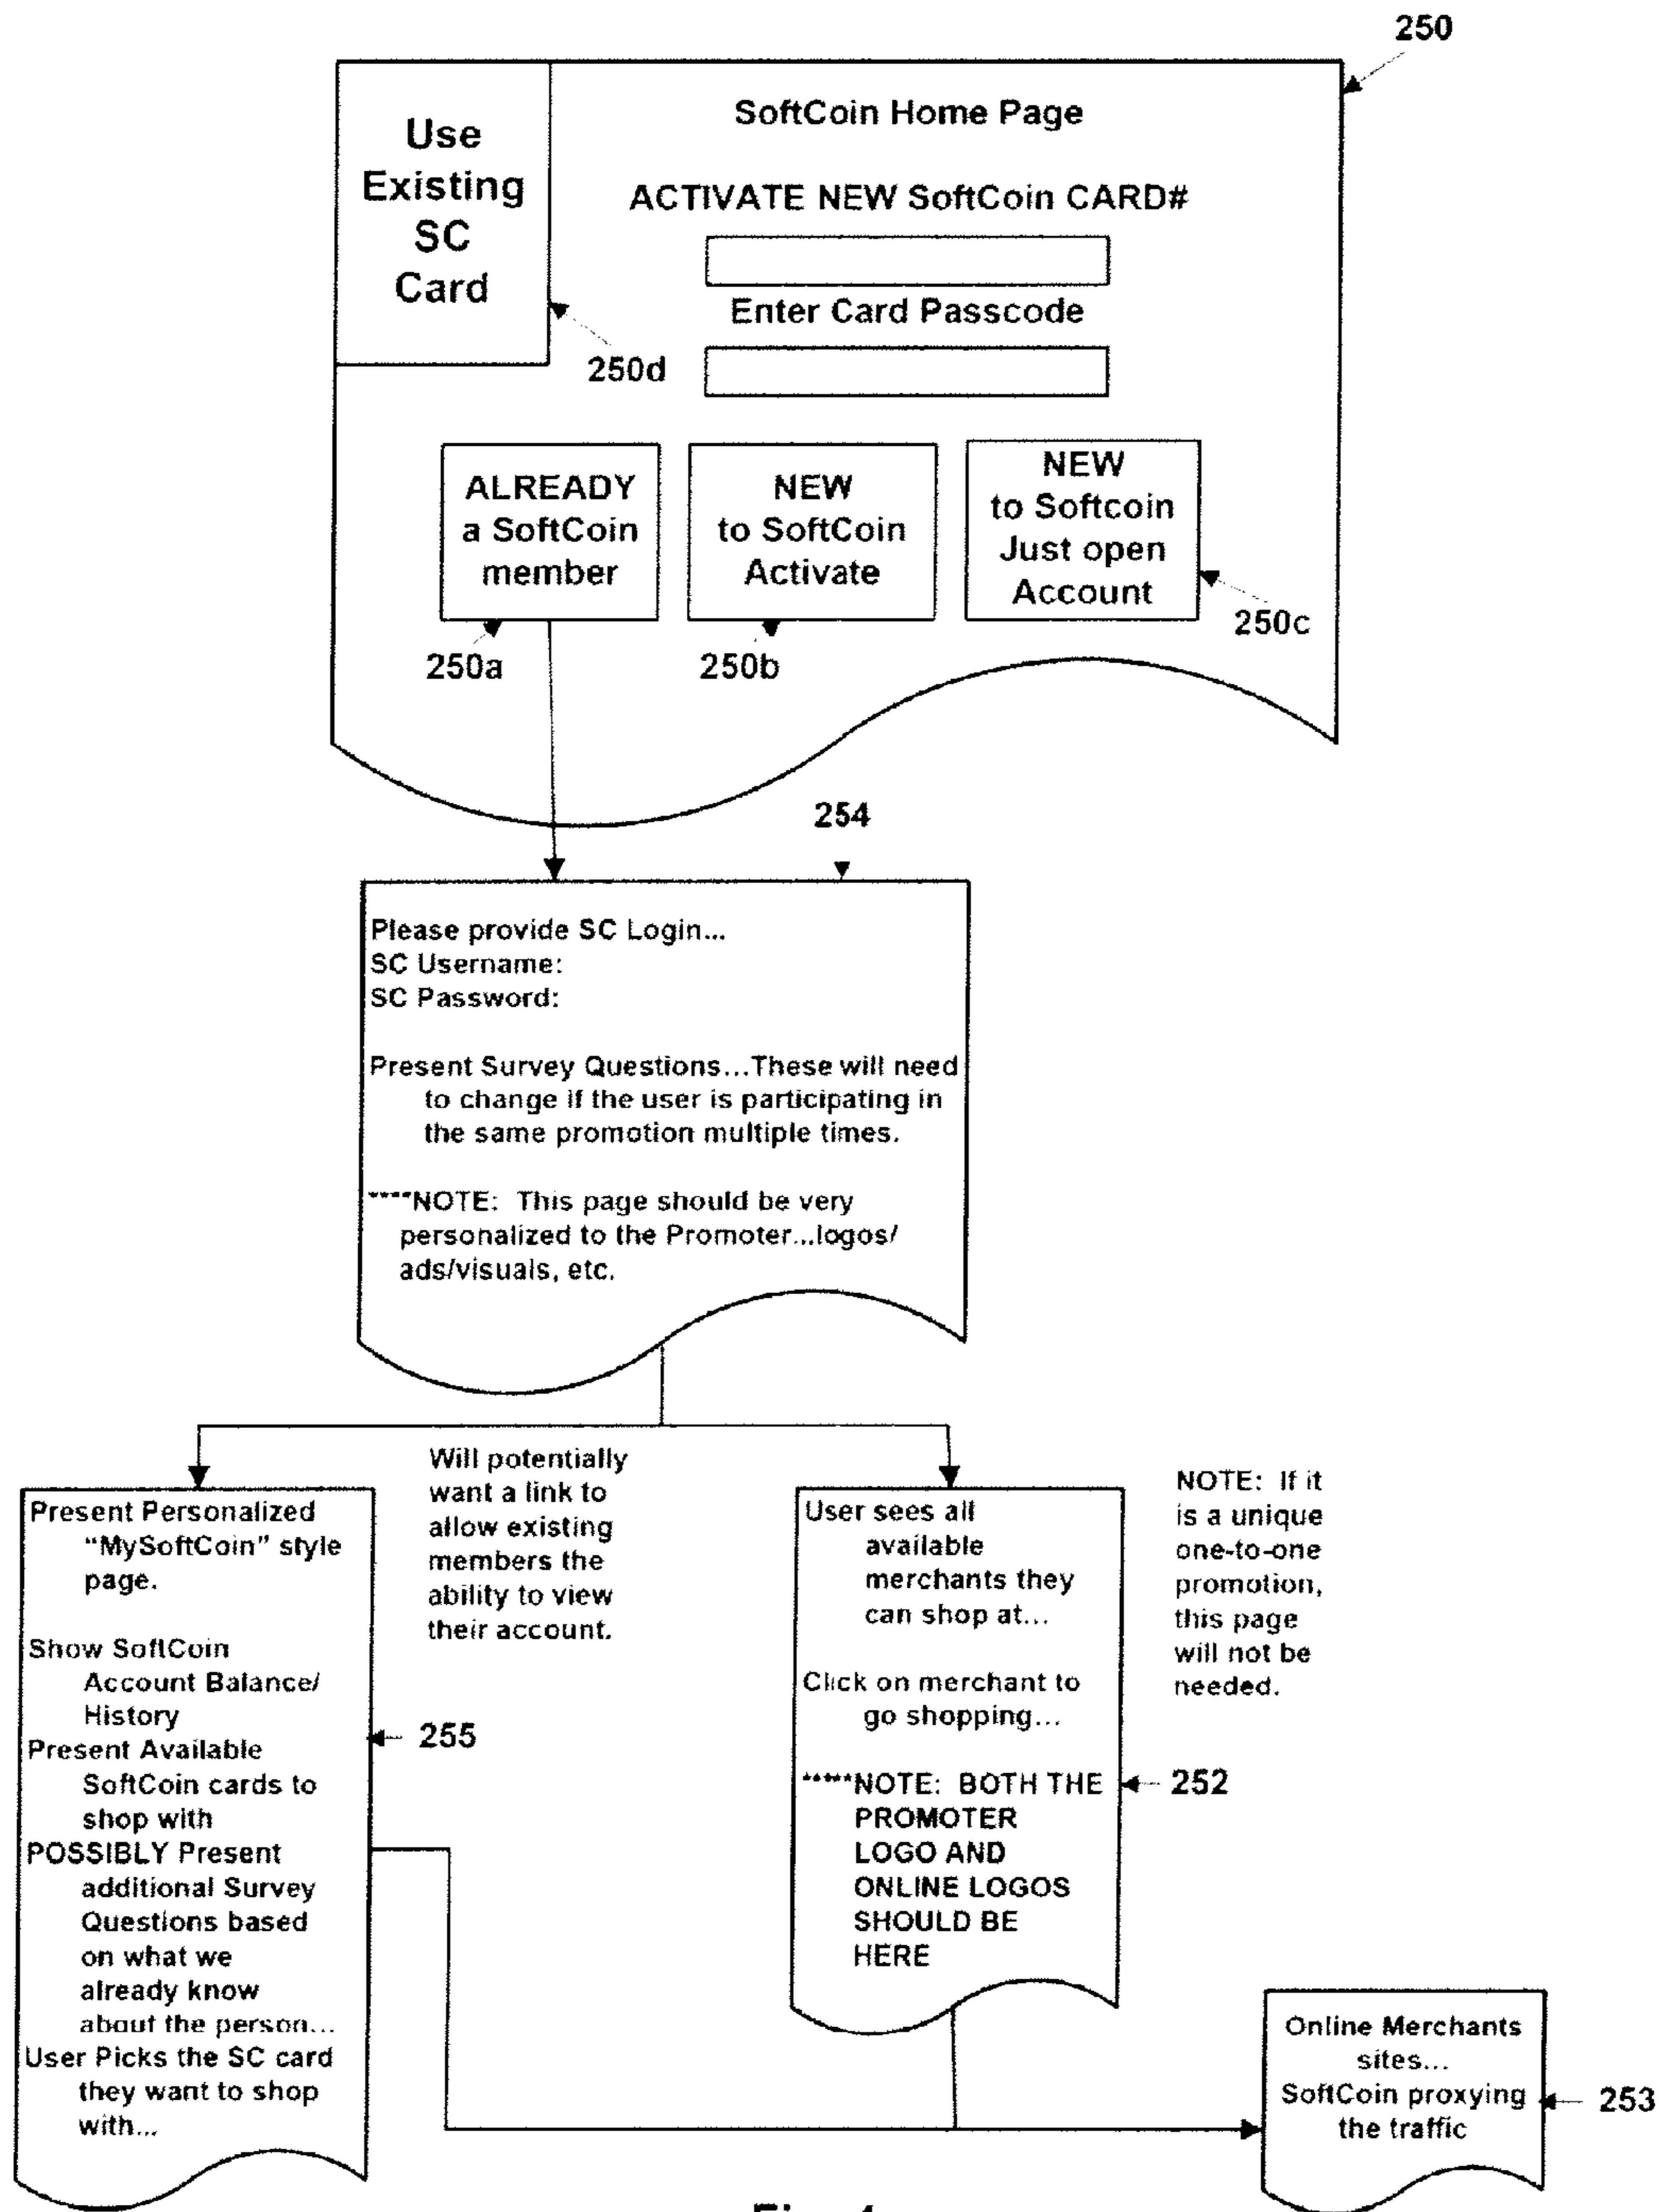 250
Use
Existing
SC
Card
SoftCoin Home Page
ACTIVATE NEW SoftCoin CARD#
Enter Card Passcode
250d
ALREADY
a SoftCoin
member
NEW
to SoftCoin
Activate
NEW
to Softcoin
Just open
Account
250a
250b
250c
254
Please provide SC Login...
SC Username:
SC Password:
Present Survey Questions...These will need
to change if the user is participating in
the same promotion multiple times.
****NOTE: This page should be very
personalized to the Promoter...logos/
ads/visuals, etc.
Present Personalized
"MySoftCoin" style
page.
Show SoftCoin
Account Balance/
History
Present Available
SoftCoin cards to
shop with
POSSIBLY Present
additional Survey
Questions based
on what we
already know
about the person...
User Picks the SC card
they want to shop
with...
255
Will potentially
want a link to
allow existing
members the
ability to view
their account.
User sees all
available
merchants they
can shop at...
Click on merchant to
go shopping...
*****NOTE: BOTH THE
PROMOTER
LOGO AND
ONLINE LOGOS
SHOULD BE
HERE
252
NOTE: If it
is a unique
one-to-one
promotion,
this page
will not be
needed.
Online Merchants
sites...
SoftCoin proxying
the traffic
253